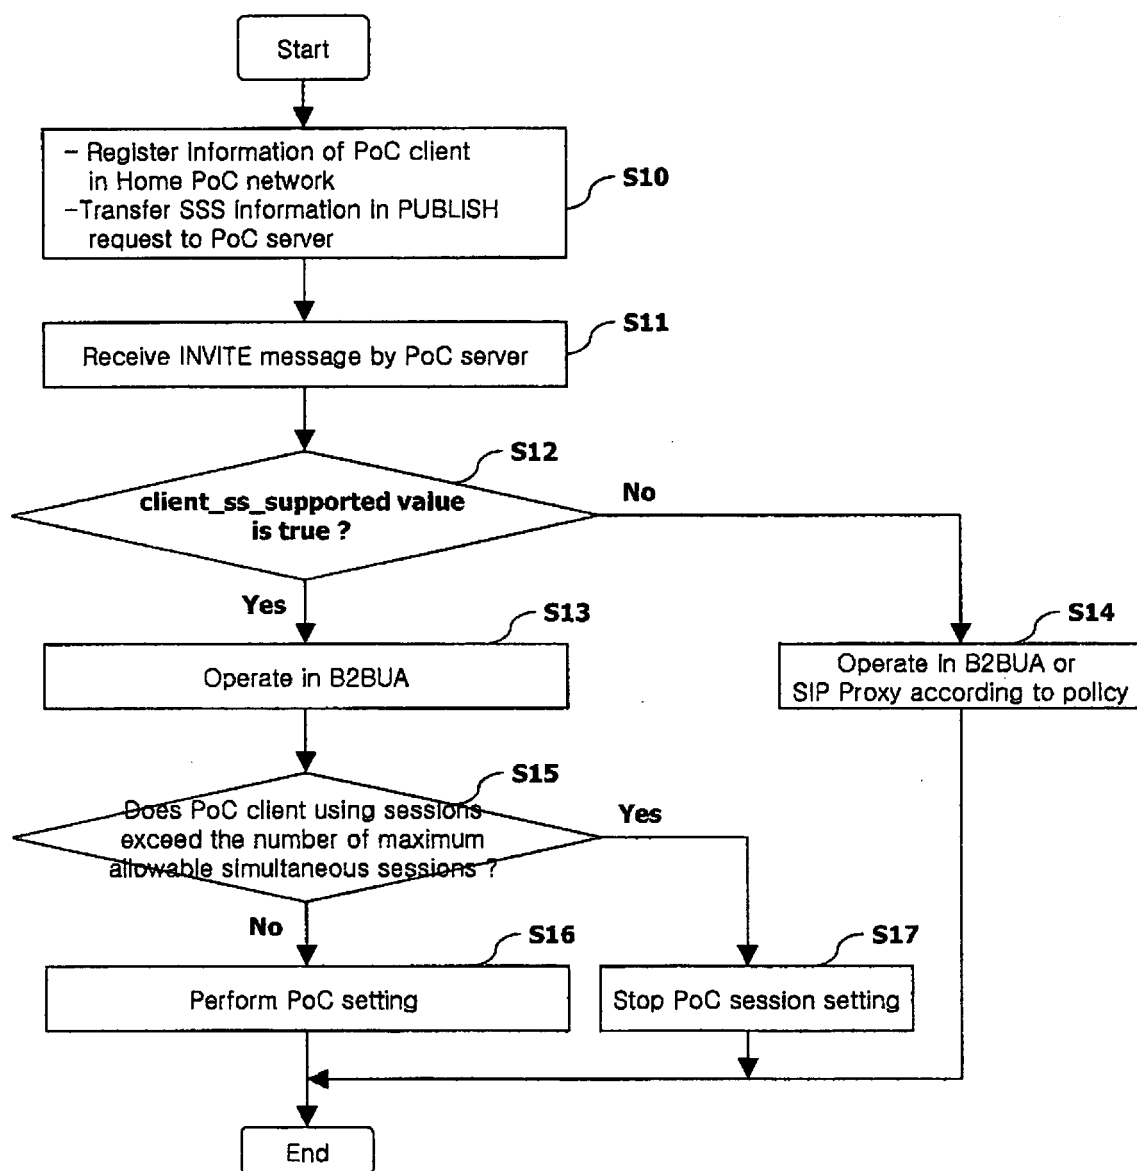 Start
– Register information of PoC client
in Home PoC network
–Transfer SSS information in PUBLISH
request to PoC server
S10
S11
Receive INVITE message by PoC server
S12
client_ss_supported value
is true ?
No
Yes
S13
Operate in B2BUA
S14
Operate in B2BUA or
SIP Proxy according to policy
S15
Does PoC client using sessions
exceed the number of maximum
allowable simultaneous sessions ?
Yes
No
S16
Perform PoC setting
S17
Stop PoC session setting
End